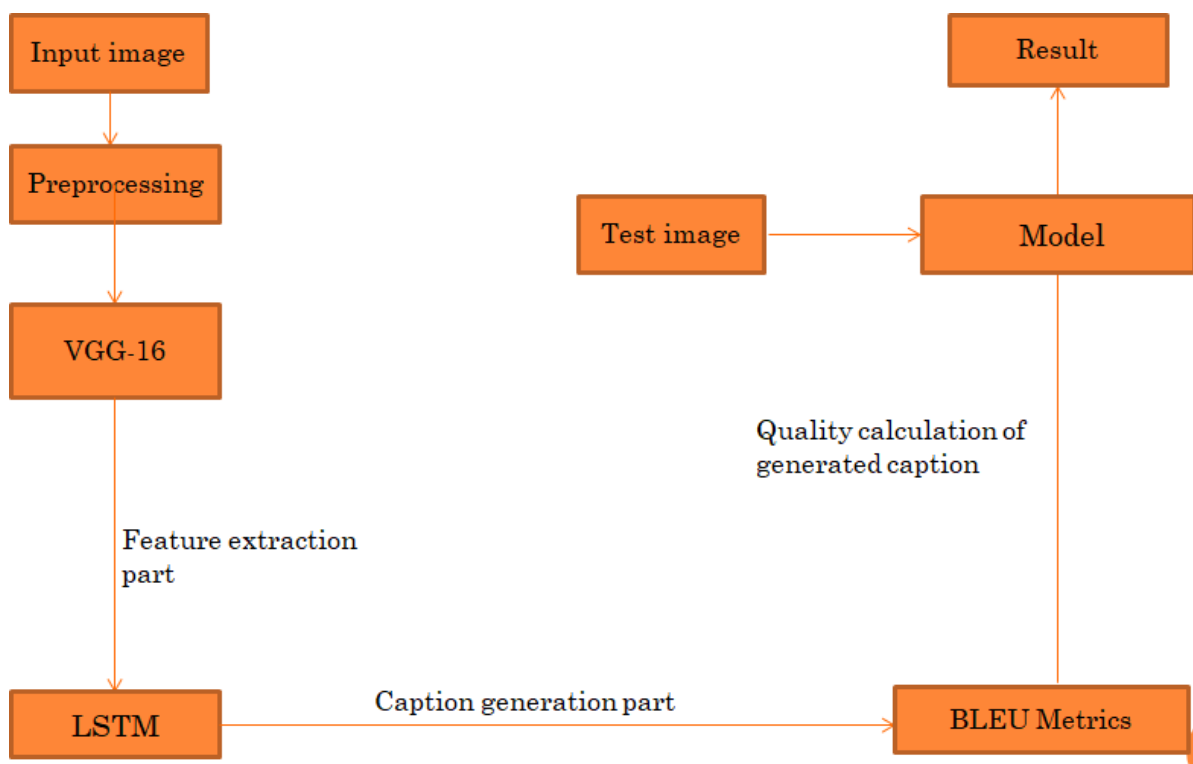 Input image
Preprocessing
VGG-16
Feature extraction
part
LSTM
Caption generation part
BLEU Metrics
Quality calculation of
generated caption
Test image
Model
Result